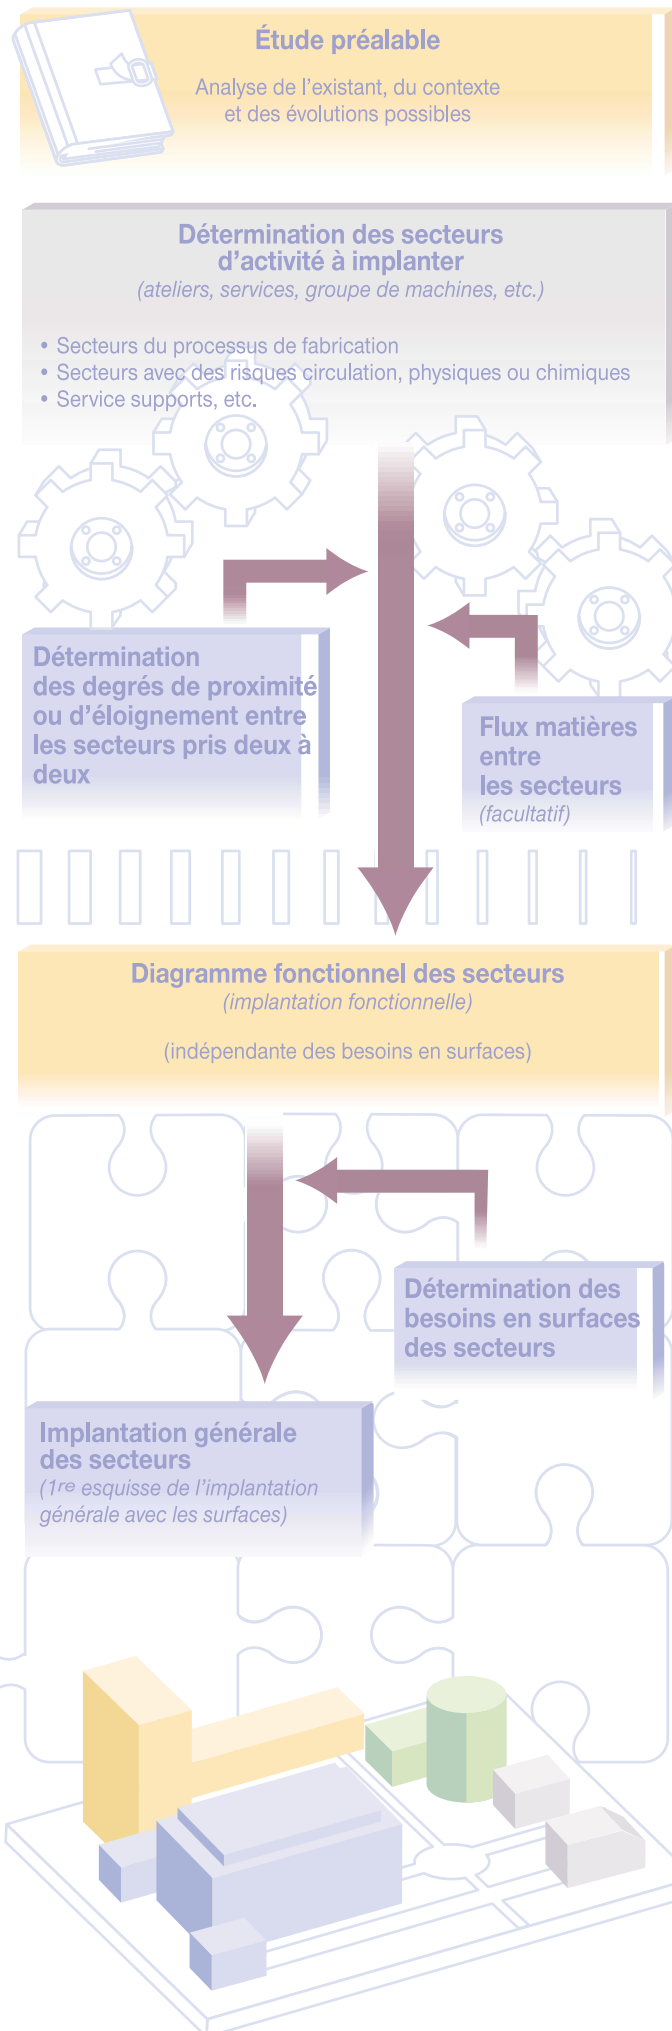 Étude préalable
Analyse de l'existant, du contexte
et des évolutions possibles
Détermination des secteurs
d'activité à implanter
(ateliers, services, groupe de machines, etc.)
• Secteurs du processus de fabrication
• Secteurs avec des risques circulation, physiques ou chimiques
• Service supports, etc.
Détermination
des degrés de proximité
ou d'éloignement entre
les secteurs pris deux à
deux
Flux matières
entre
les secteurs
(facultatif)
Diagramme fonctionnel des secteurs
(implantation fonctionnelle)
(indépendante des besoins en surfaces)
Détermination des
besoins en surfaces
des secteurs
Implantation générale
des secteurs
(1re esquisse de l'implantation
générale avec les surfaces)